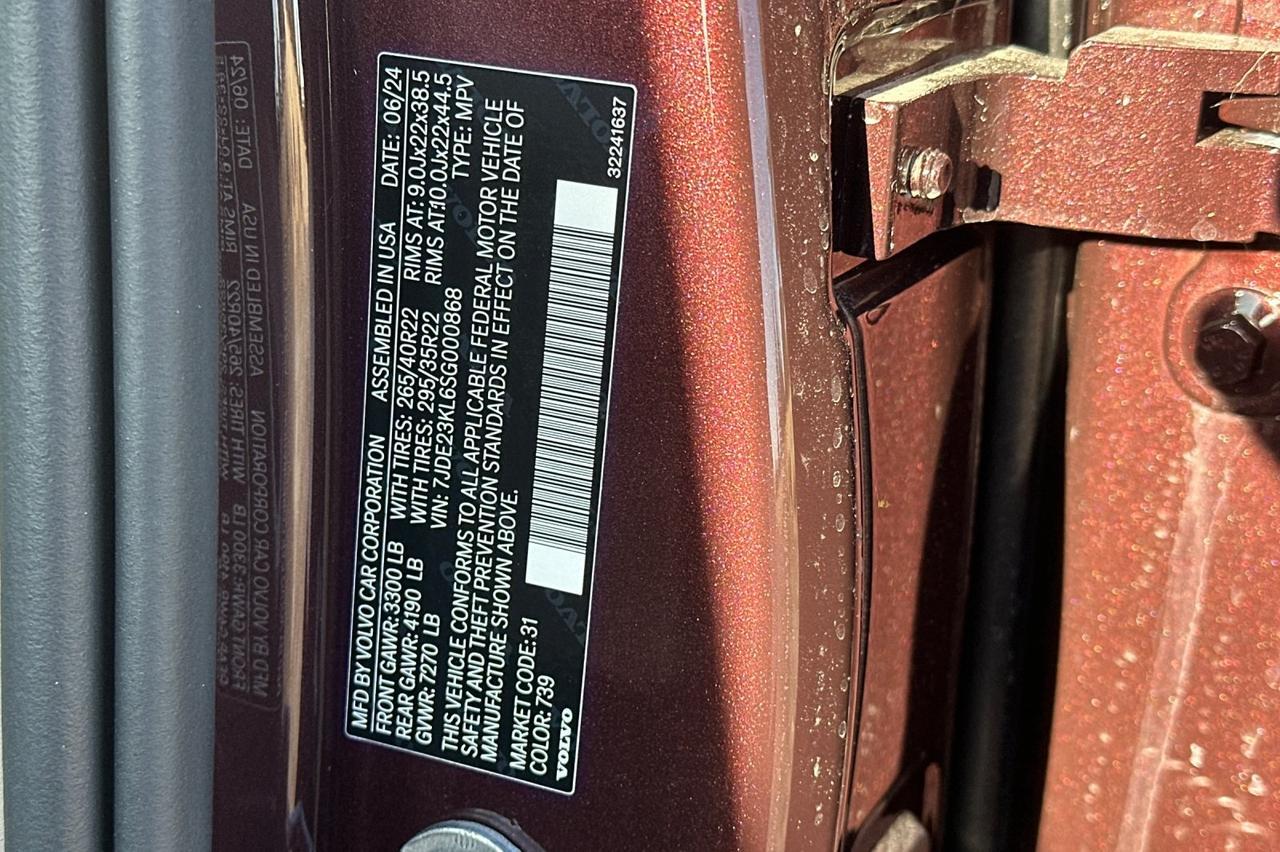 MFD BY VOLVO CAR CORPORATION ASSEMBLED IN USA DATE: 06/24
FRONT GAWR: 3300 LB WITH TIRES: 265/40R22 RIMS AT: 9.0Jx22x38.5
REAR GAWR: 4190 LB WITH TIRES: 295/35R22 RIMS AT:10.0Jx22x44.5
GVWR: 7270 LB VIN: 7JDE23KL6SG000868 TYPE: MPV
THIS VEHICLE CONFORMS TO ALL APPLICABLE FEDERAL MOTOR VEHICLE
SAFETY AND THEFT PREVENTION STANDARDS IN EFFECT ON THE DATE OF
MANUFACTURE SHOWN ABOVE.
MARKET CODE: 31
COLOR: 739
VOLVO
32241637